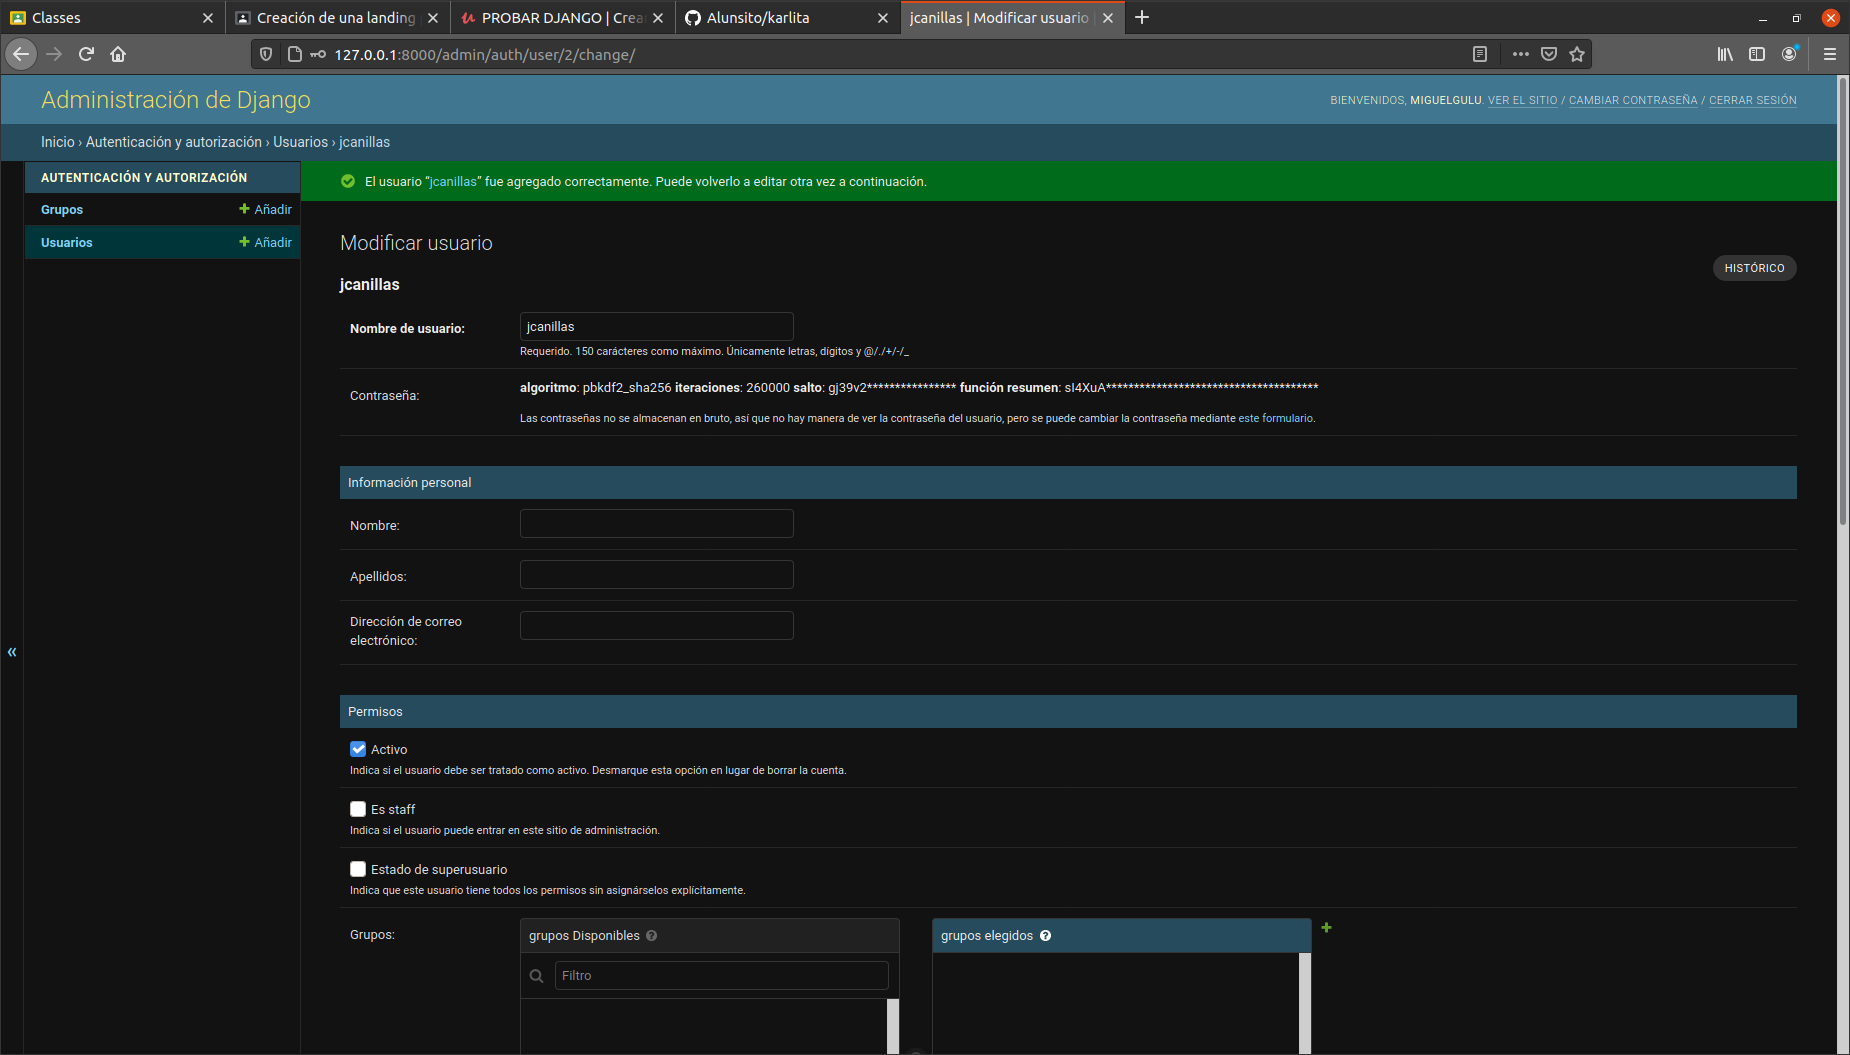 Classes
Creación de una landing
PROBAR DJANGO | Crea
Alunsito/karlita
jcanillas | Modificar usuario
127.0.0.1:8000/admin/auth/user/2/change/
Administración de Django
BIENVENIDOS, MIGUELGULU. VER EL SITIO / CAMBIAR CONTRASEÑA / CERRAR SESIÓN
Inicio › Autenticación y autorización › Usuarios › jcanillas
AUTENTICACIÓN Y AUTORIZACIÓN
Grupos + Añadir
Usuarios + Añadir
El usuario “jcanillas” fue agregado correctamente. Puede volverlo a editar otra vez a continuación.
Modificar usuario
HISTÓRICO
jcanillas
Nombre de usuario: jcanillas
Requerido. 150 carácteres como máximo. Únicamente letras, dígitos y @/./+/-/_
Contraseña: algoritmo: pbkdf2_sha256 iteraciones: 260000 salto: gj39v2**************** función resumen: sI4XuA**************************************
Las contraseñas no se almacenan en bruto, así que no hay manera de ver la contraseña del usuario, pero se puede cambiar la contraseña mediante este formulario.
Información personal
Nombre:
Apellidos:
Dirección de correo
electrónico:
«
Permisos
Activo
Indica si el usuario debe ser tratado como activo. Desmarque esta opción en lugar de borrar la cuenta.
Es staff
Indica si el usuario puede entrar en este sitio de administración.
Estado de superusuario
Indica que este usuario tiene todos los permisos sin asignárselos explícitamente.
Grupos:
grupos Disponibles ?
grupos elegidos ?
Filtro